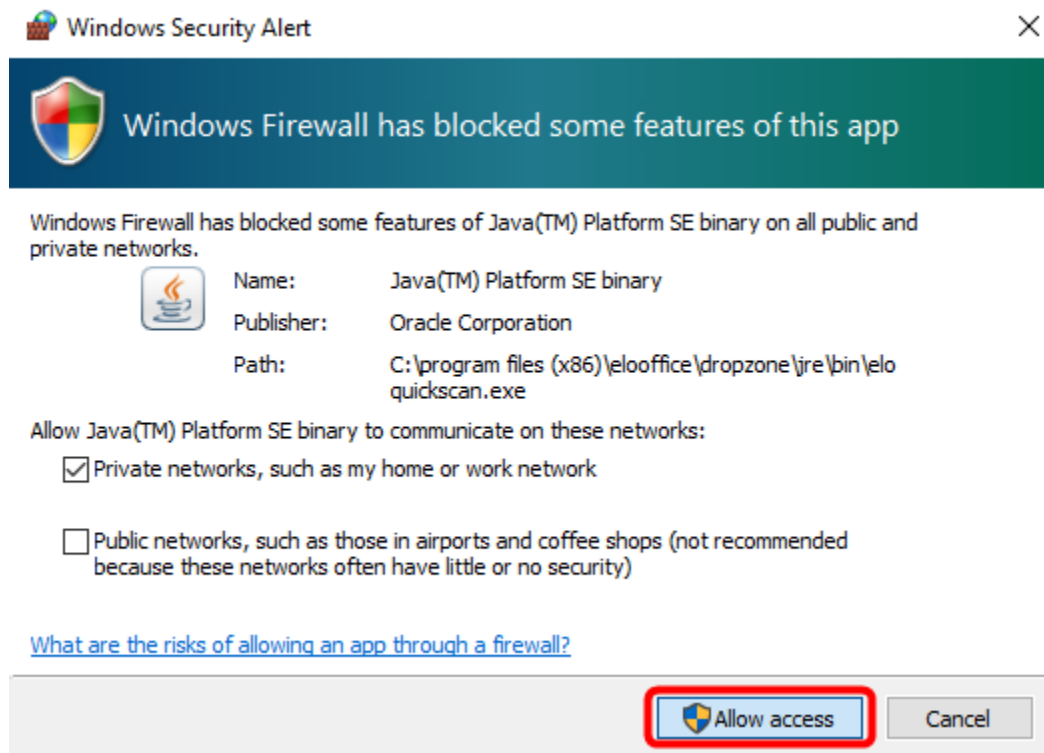 Windows Security Alert
Windows Firewall has blocked some features of this app
Windows Firewall has blocked some features of Java(TM) Platform SE binary on all public and
private networks.
Name: Java(TM) Platform SE binary
Publisher: Oracle Corporation
Path: C:\program files (x86)\elooffice\dropzone\jre\bin\elo
quickscan.exe
Allow Java(TM) Platform SE binary to communicate on these networks:
Private networks, such as my home or work network
Public networks, such as those in airports and coffee shops (not recommended
because these networks often have little or no security)
What are the risks of allowing an app through a firewall?
Allow access Cancel